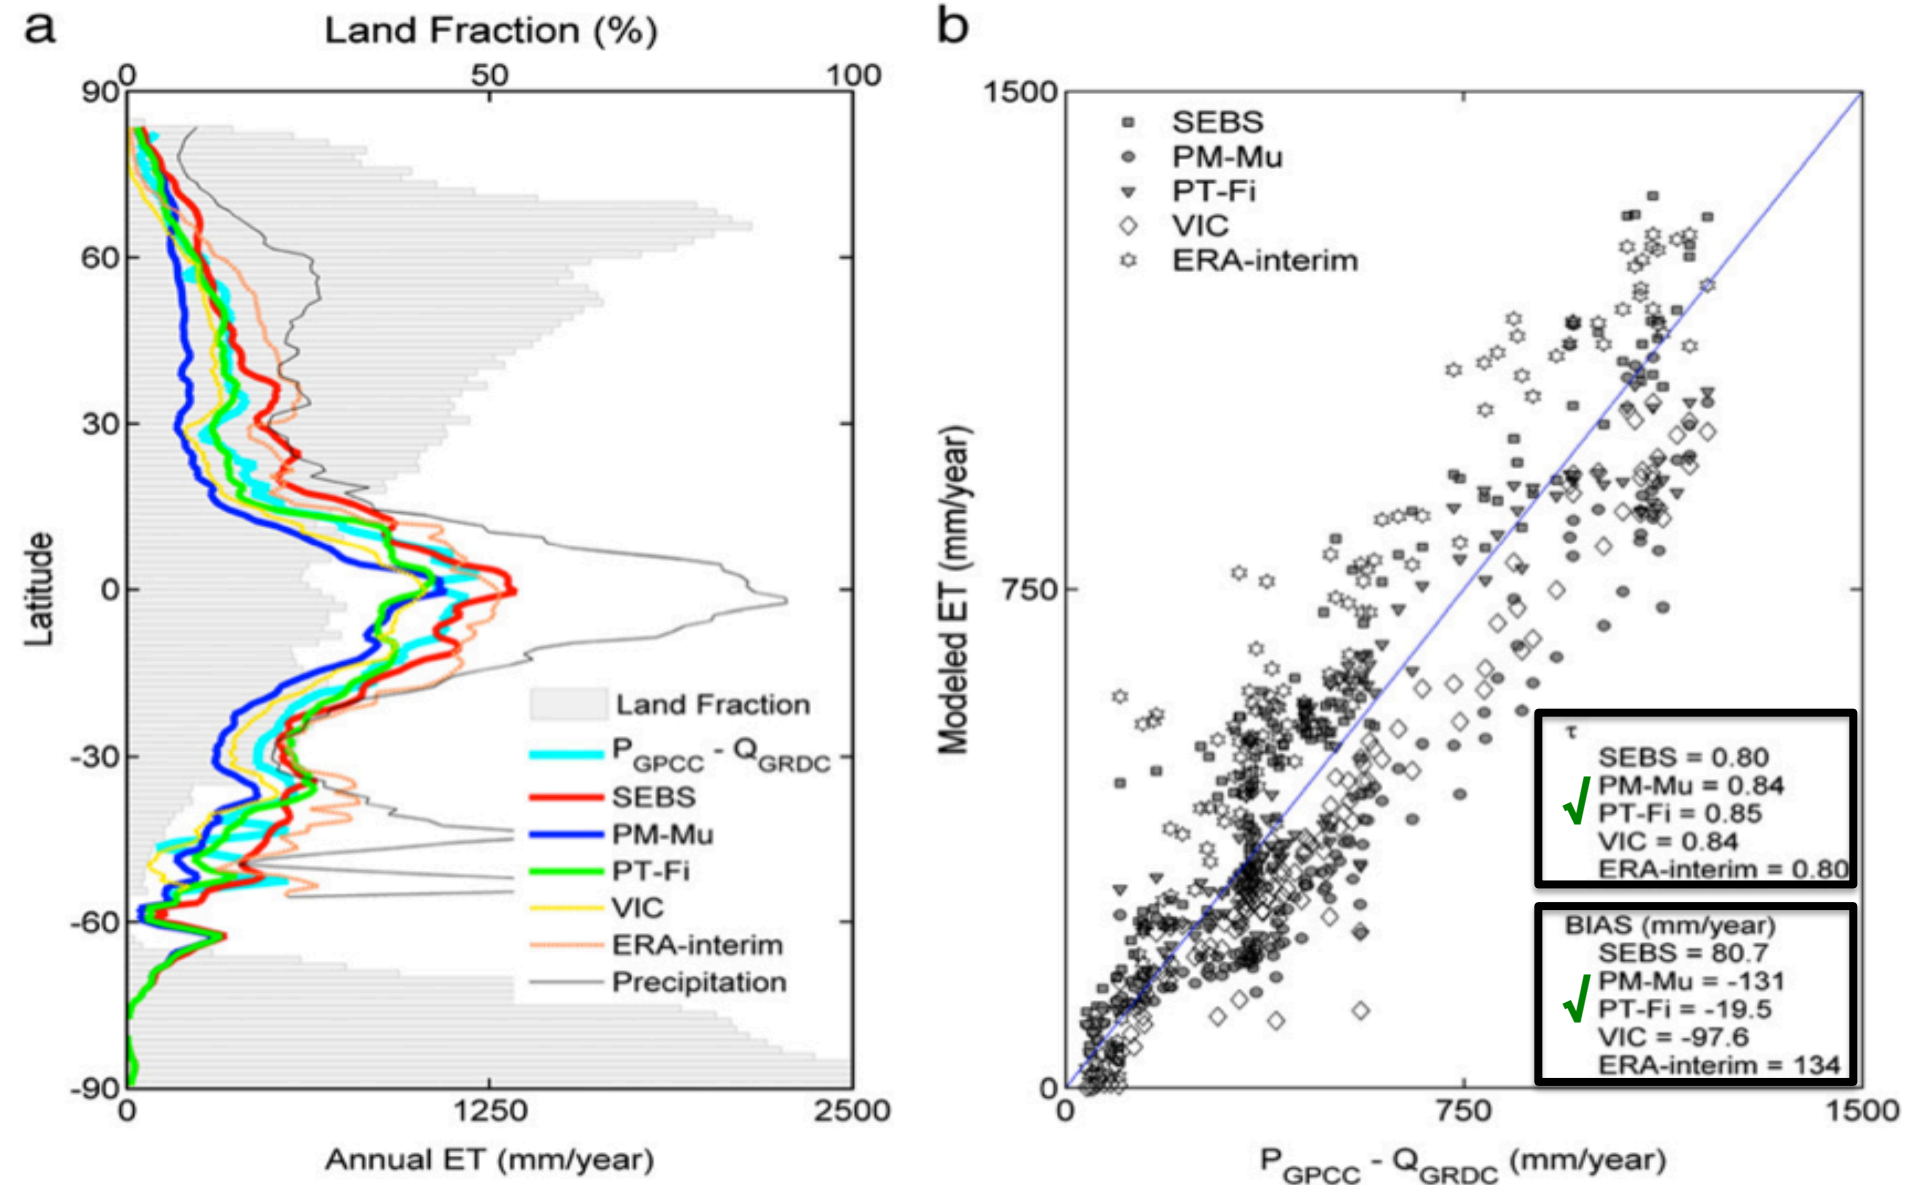 a
Land Fraction (%)
0 50 100
90
60
30
0
-30
-60
-90
Latitude
Land Fraction
PGPCC - QGRDC
SEBS
PM-Mu
PT-Fi
VIC
ERA-interim
Precipitation
0 1250 2500
Annual ET (mm/year)
b
1500
750
0
Modeled ET (mm/year)
SEBS
PM-Mu
PT-Fi
VIC
ERA-interim
τ
SEBS = 0.80
√ PM-Mu = 0.84
PT-Fi = 0.85
VIC = 0.84
ERA-interim = 0.80
BIAS (mm/year)
SEBS = 80.7
√ PM-Mu = -131
PT-Fi = -19.5
VIC = -97.6
ERA-interim = 134
0 750 1500
PGPCC - QGRDC (mm/year)